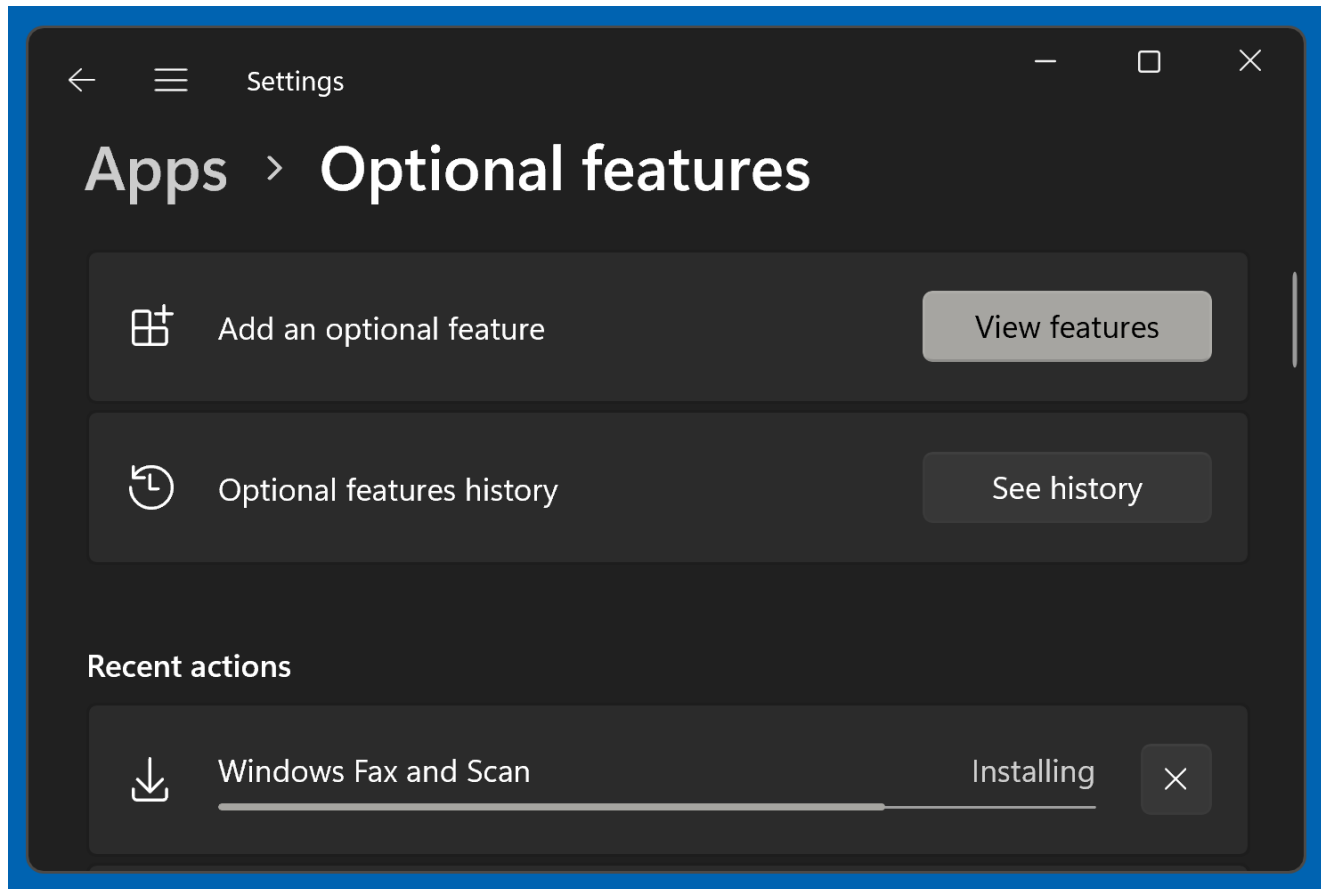 Settings
Apps > Optional features
Add an optional feature
View features
Optional features history
See history
Recent actions
Windows Fax and Scan
Installing